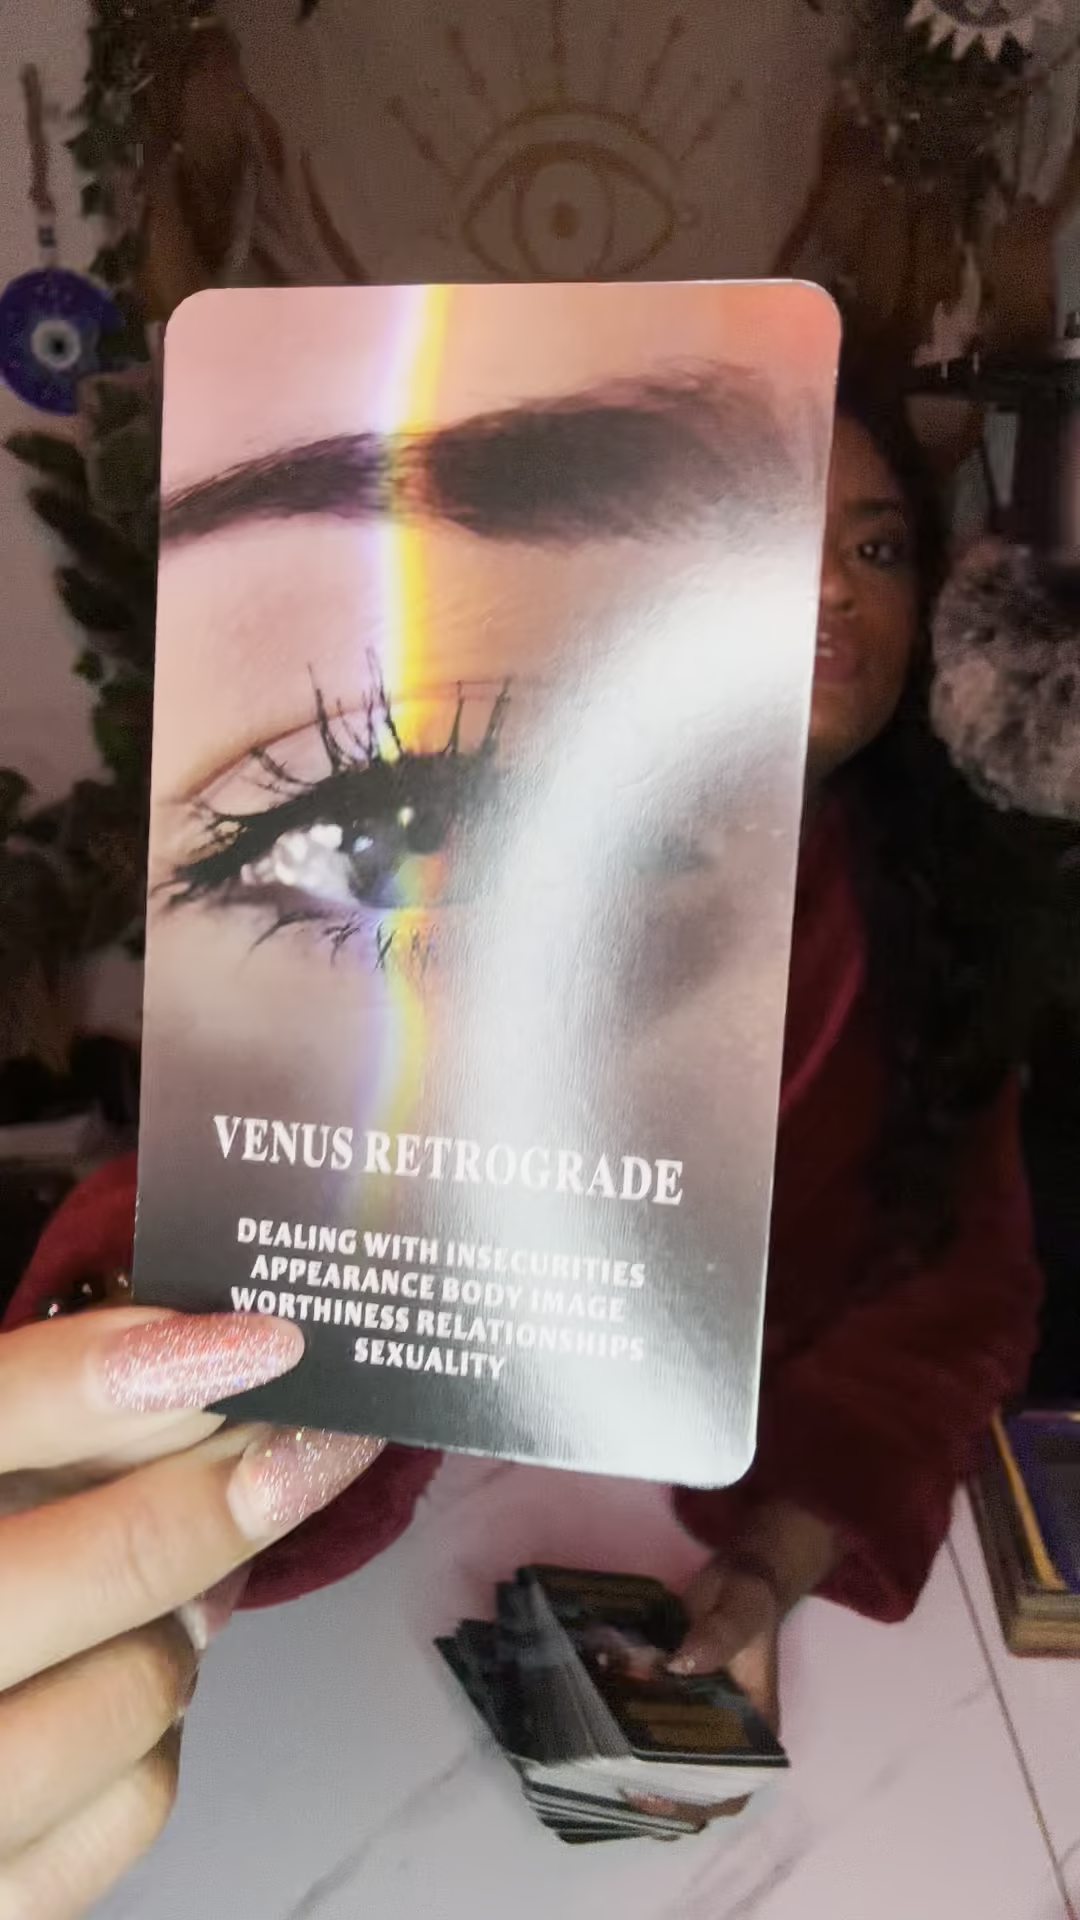 VENUS RETROGRADE
DEALING WITH INSECURITIES
APPEARANCE BODY IMAGE
WORTHINESS RELATIONSHIPS
SEXUALITY